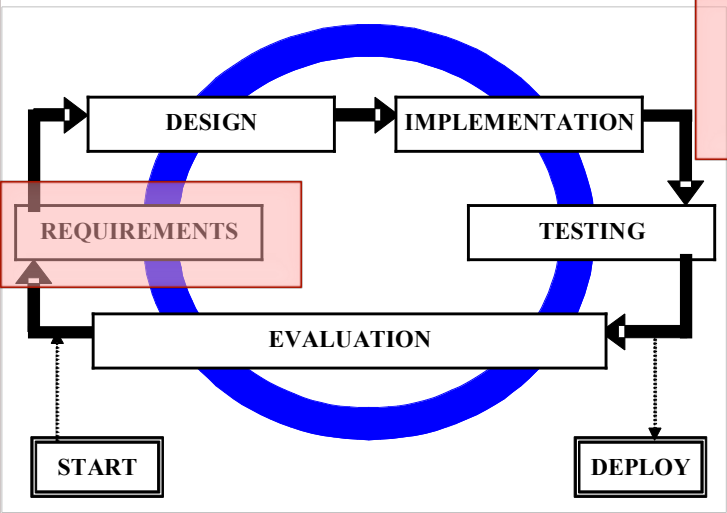 DESIGN
IMPLEMENTATION
REQUIREMENTS
TESTING
EVALUATION
START
DEPLOY